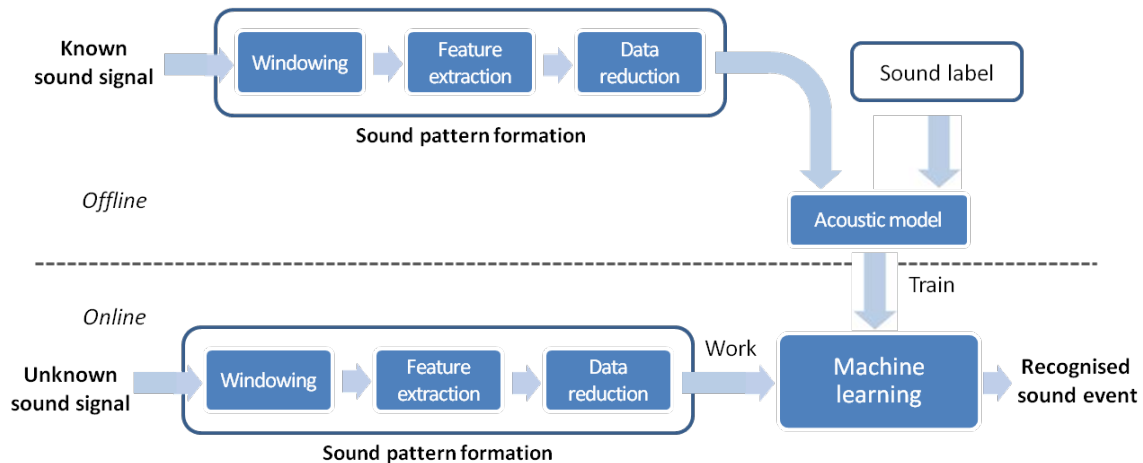 Known
sound signal
Windowing
Feature
extraction
Data
reduction
Sound label
Sound pattern formation
Offline
Acoustic model
Train
Online
Unknown
sound signal
Windowing
Feature
extraction
Data
reduction
Work
Machine
learning
Recognised
sound event
Sound pattern formation